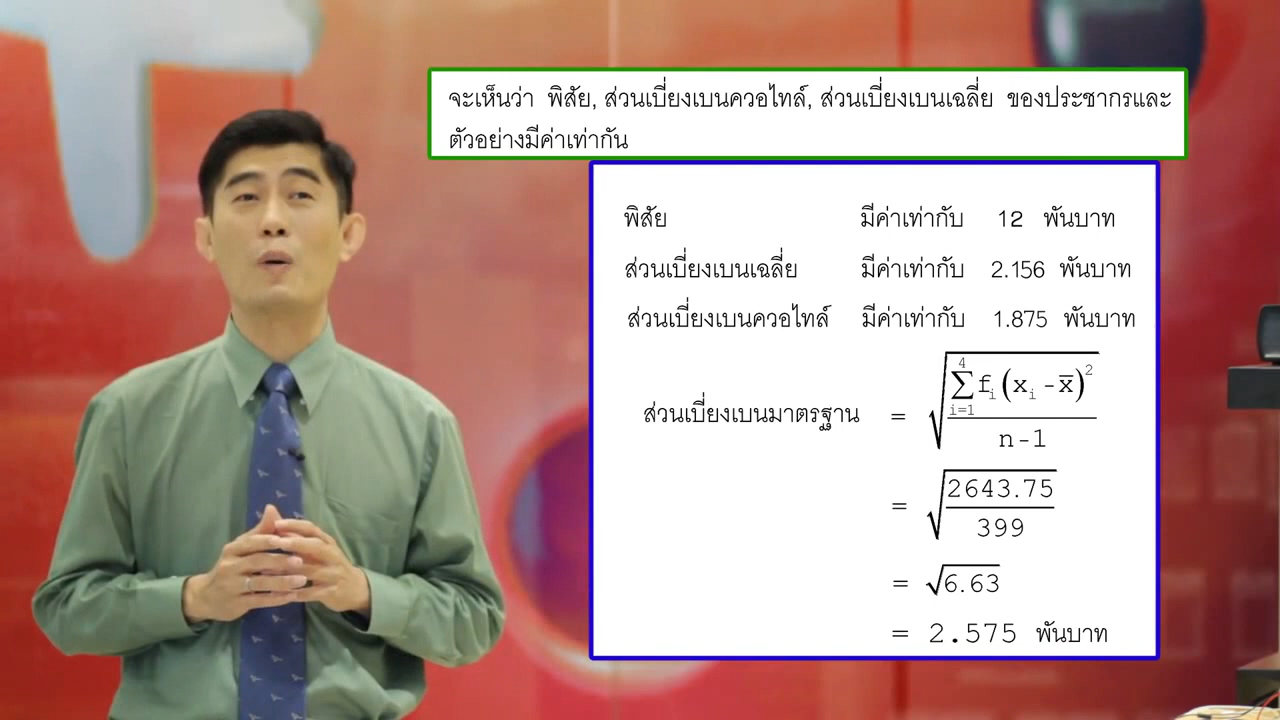 จะเห็นว่า พิสัย, ส่วนเบี่ยงเบนควอไทล์, ส่วนเบี่ยงเบนเฉลี่ย ของประชากรและ
ตัวอย่างมีค่าเท่ากัน
พิสัย มีค่าเท่ากับ 12 พันบาท
ส่วนเบี่ยงเบนเฉลี่ย มีค่าเท่ากับ 2.156 พันบาท
ส่วนเบี่ยงเบนควอไทล์ มีค่าเท่ากับ 1.875 พันบาท
ส่วนเบี่ยงเบนมาตรฐาน = √(∑_{i=1}^{4} f_i (x_i - x̄)² / n-1)
= √(2643.75 / 399)
= √6.63
= 2.575 พันบาท